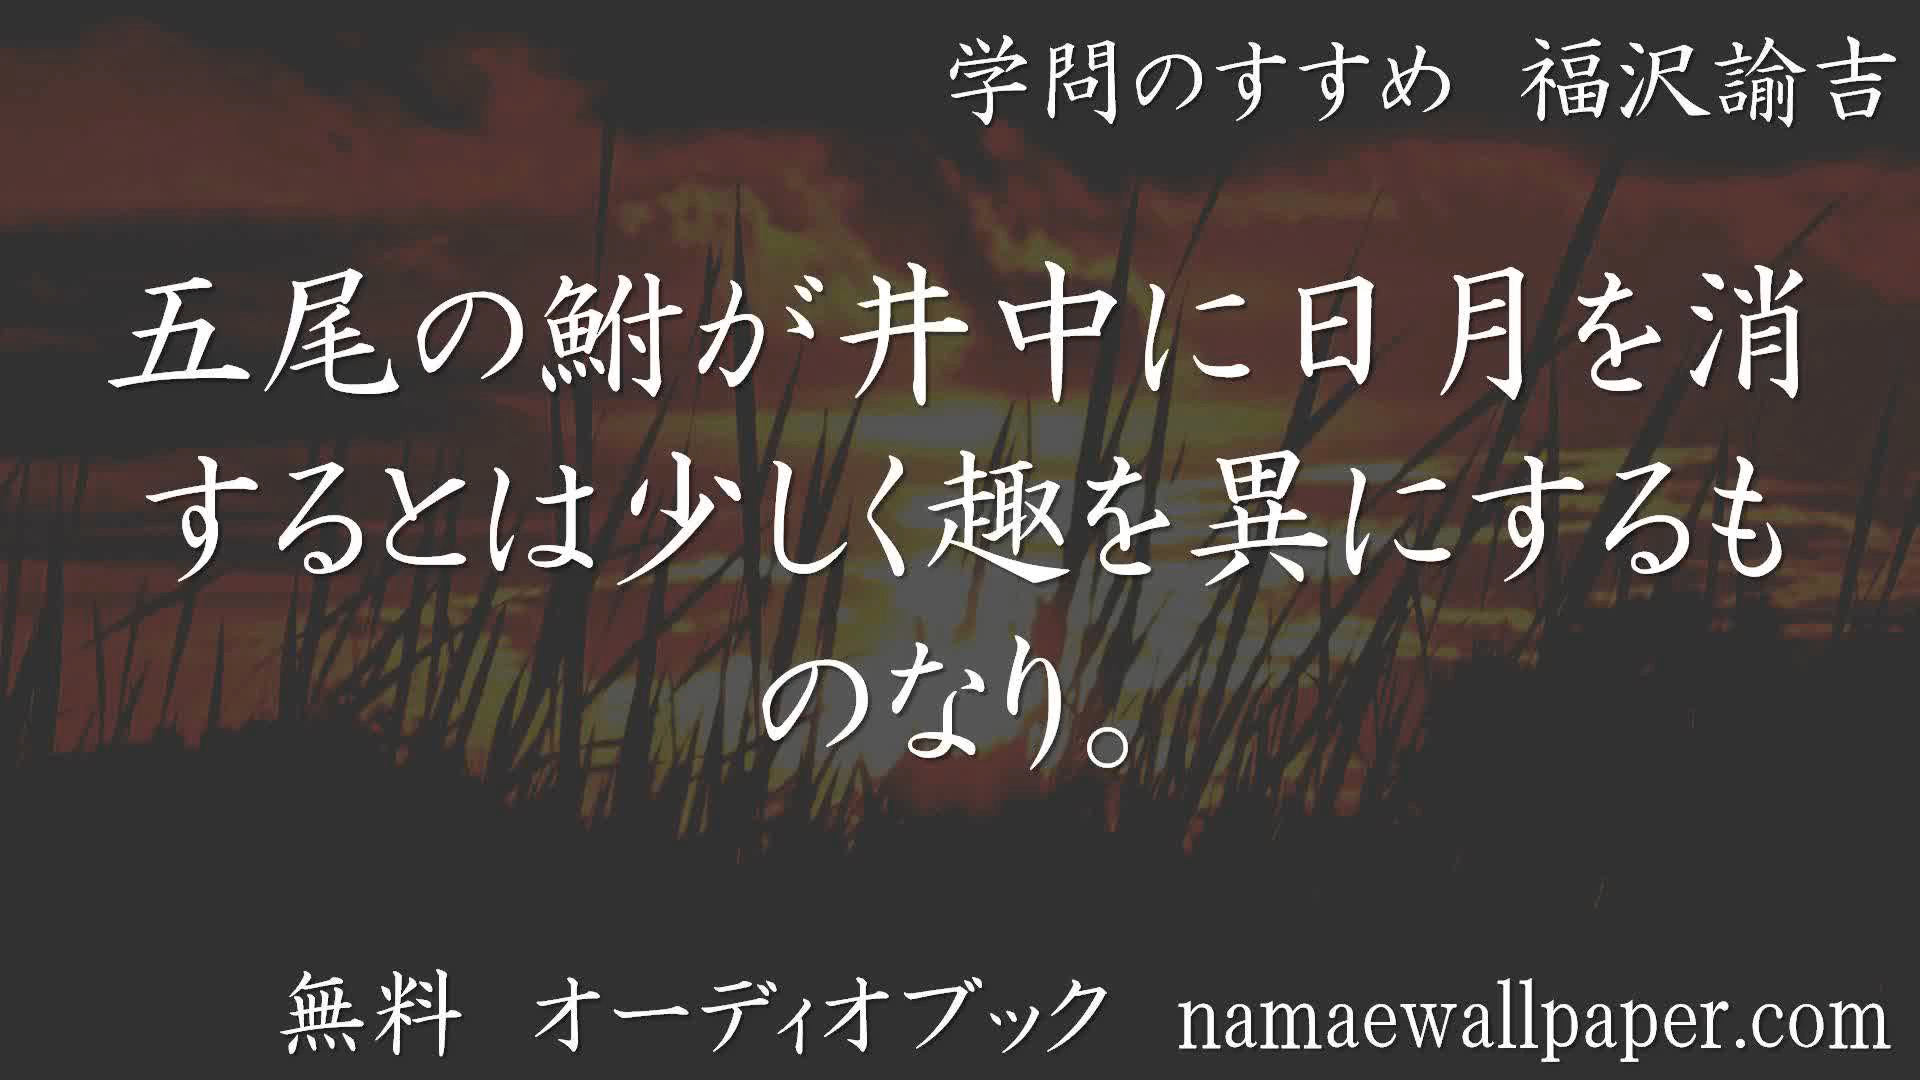 学問のすすめ 福沢諭吉
五尾の鮒が井中に日月を消
するとは少しく趣を異にするも
のなり。
無料 オーディオブック namaewallpaper.com